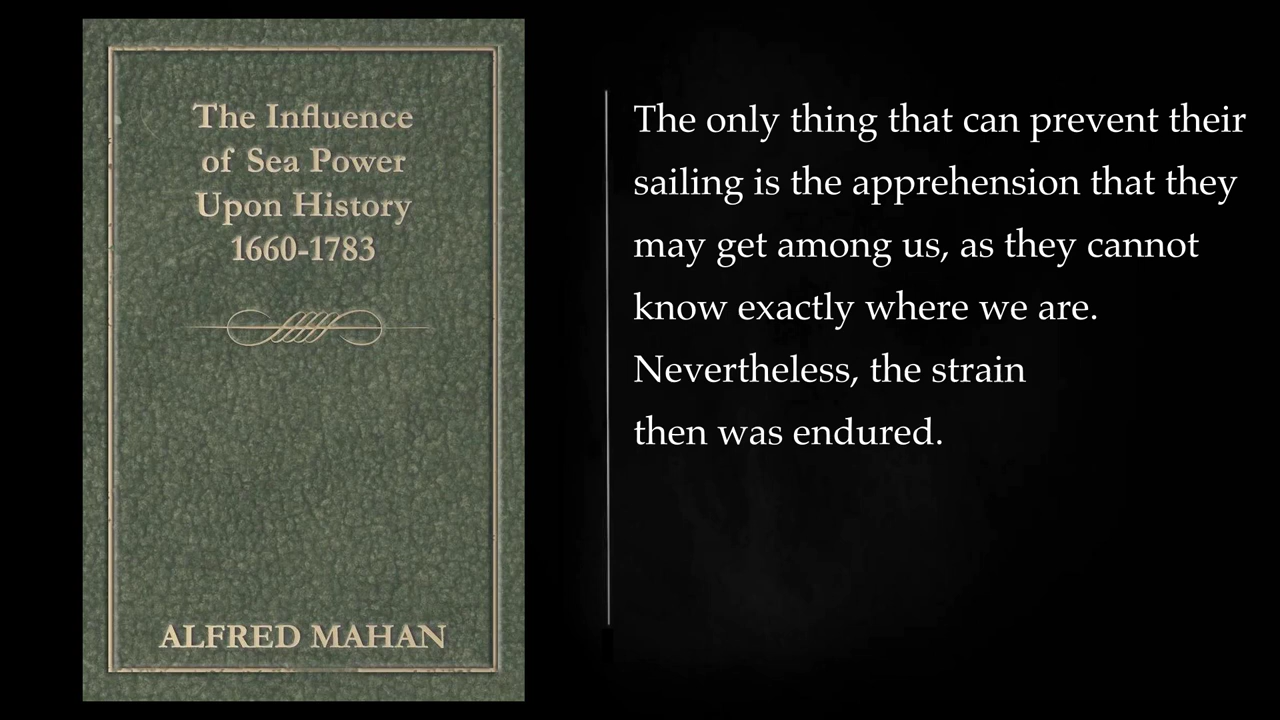 The Influence
of Sea Power
Upon History
1660-1783
ALFRED MAHAN
The only thing that can prevent their
sailing is the apprehension that they
may get among us, as they cannot
know exactly where we are.
Nevertheless, the strain
then was endured.